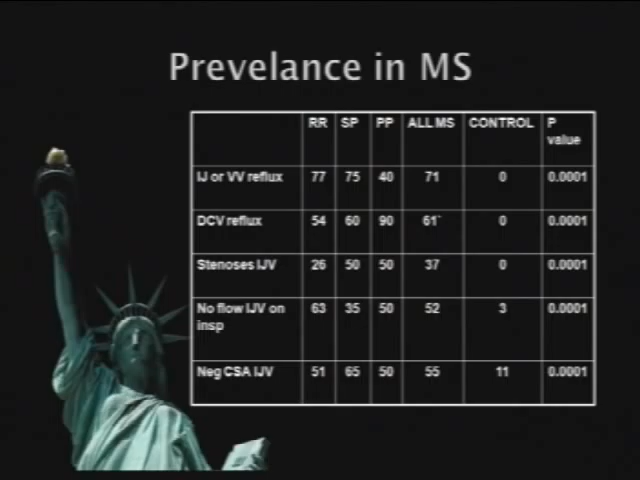 Prevelance in MS
RR SP PP ALL MS CONTROL P
value
IJ or VV reflux 77 75 40 71 0 0.0001
DCV reflux 54 60 90 61* 0 0.0001
Stenoses IJV 26 50 50 37 0 0.0001
No flow IJV on 63 35 50 52 3 0.0001
insp
Neg CSA IJV 51 65 50 55 11 0.0001